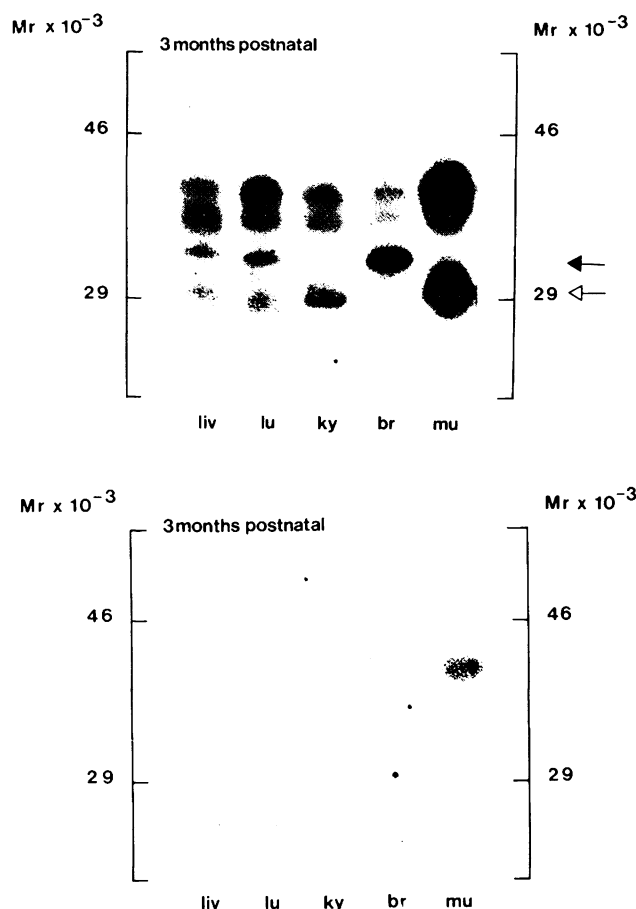 Mr x 10⁻³
Mr x 10⁻³
3 months postnatal
46
46
29
29
liv lu ky br mu
Mr x 10⁻³
Mr x 10⁻³
3 months postnatal
46
46
29
29
liv lu ky br mu